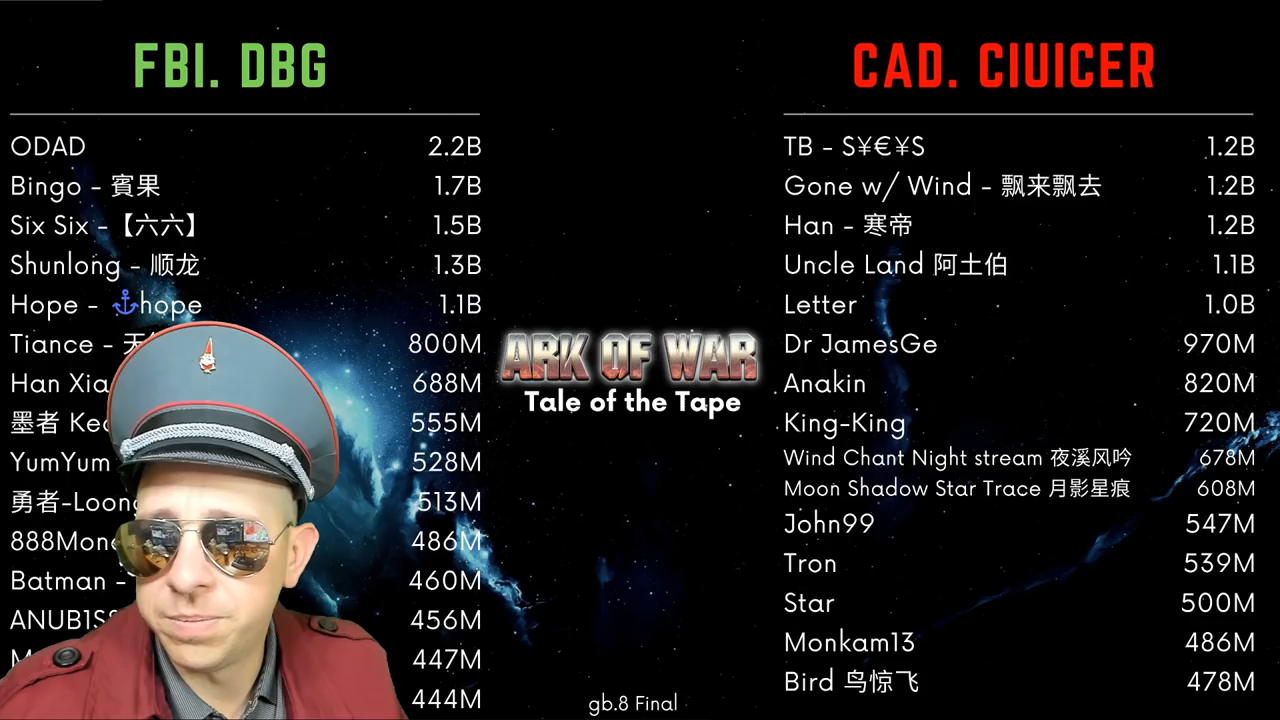 FBI. DBG
ODAD 2.2B
Bingo - 賓果 1.7B
Six Six -【六六】 1.5B
Shunlong - 顺龙 1.3B
Hope - ⚓hope 1.1B
Tiance - 800M
Han 688M
墨者 555M
YumYum 528M
勇者 513M
486M
Batman - 460M
456M
447M
444M
ARK OF WAR
Tale of the Tape
gb.8 Final
CAD. CIUICER
TB - S¥€¥S 1.2B
Gone w/ Wind - 飘来飘去 1.2B
Han - 寒帝 1.2B
Uncle Land 阿土伯 1.1B
Letter 1.0B
Dr JamesGe 970M
Anakin 820M
King-King 720M
Wind Chant Night stream 夜溪风吟 678M
Moon Shadow Star Trace 月影星痕 608M
John99 547M
Tron 539M
Star 500M
Monkam13 486M
Bird 鸟惊飞 478M